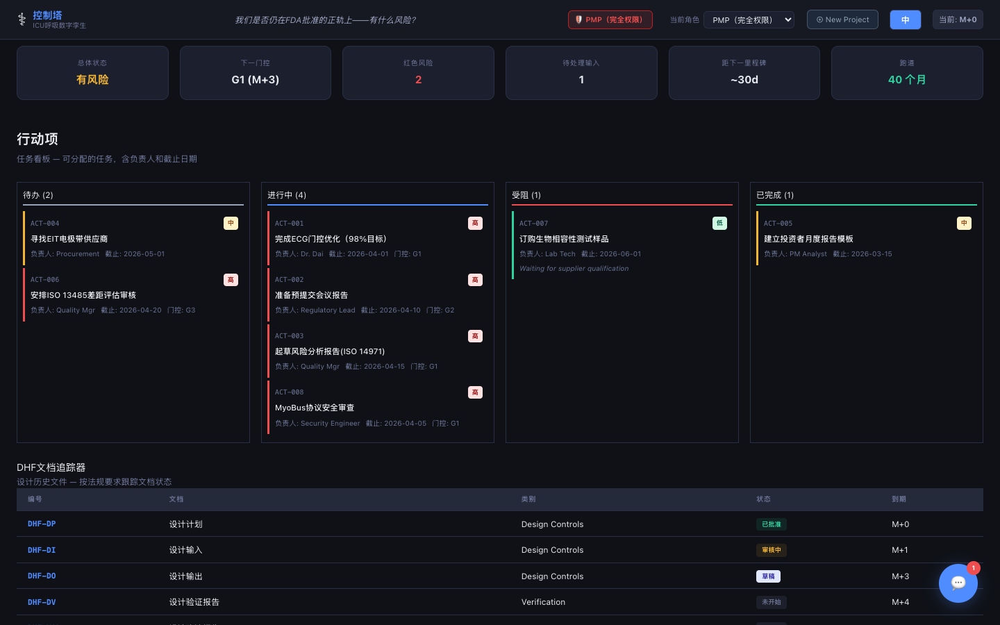 控制塔
ICU呼吸数字孪生
我们是否仍在FDA批准的正轨上——有什么风险?
PMP（完全权限）
当前角色
PMP（完全权限）
New Project
中
当前: M+0
总体状态
有风险
下一门控
G1 (M+3)
红色风险
2
待处理输入
1
距下一里程碑
~30d
跑道
40 个月
行动项
任务看板 — 可分配的任务，含负责人和截止日期
待办 (2)
ACT-004
中
寻找EIT电极带供应商
负责人: Procurement 截止: 2026-05-01
ACT-006
高
安排ISO 13485差距评估审核
负责人: Quality Mgr 截止: 2026-04-20 门控: G3
进行中 (4)
ACT-001
高
完成ECG门控优化（98%目标）
负责人: Dr. Dai 截止: 2026-04-01 门控: G1
ACT-002
高
准备预提交会议报告
负责人: Regulatory Lead 截止: 2026-04-10 门控: G2
ACT-003
高
起草风险分析报告(ISO 14971)
负责人: Quality Mgr 截止: 2026-04-15 门控: G1
ACT-008
高
MyoBus协议安全审查
负责人: Security Engineer 截止: 2026-04-05 门控: G1
受阻 (1)
ACT-007
低
订购生物相容性测试样品
负责人: Lab Tech 截止: 2026-06-01
Waiting for supplier qualification
已完成 (1)
ACT-005
中
建立投资者月度报告模板
负责人: PM Analyst 截止: 2026-03-15
DHF文档追踪器
设计历史文件 — 按法规要求跟踪文档状态
编号 文档 类别 状态 到期
DHF-DP 设计计划 Design Controls 已批准 M+0
DHF-DI 设计输入 Design Controls 审核中 M+1
DHF-DO 设计输出 Design Controls 草稿 M+3
DHF-DV 设计验证报告 Verification 未开始 M+4
1